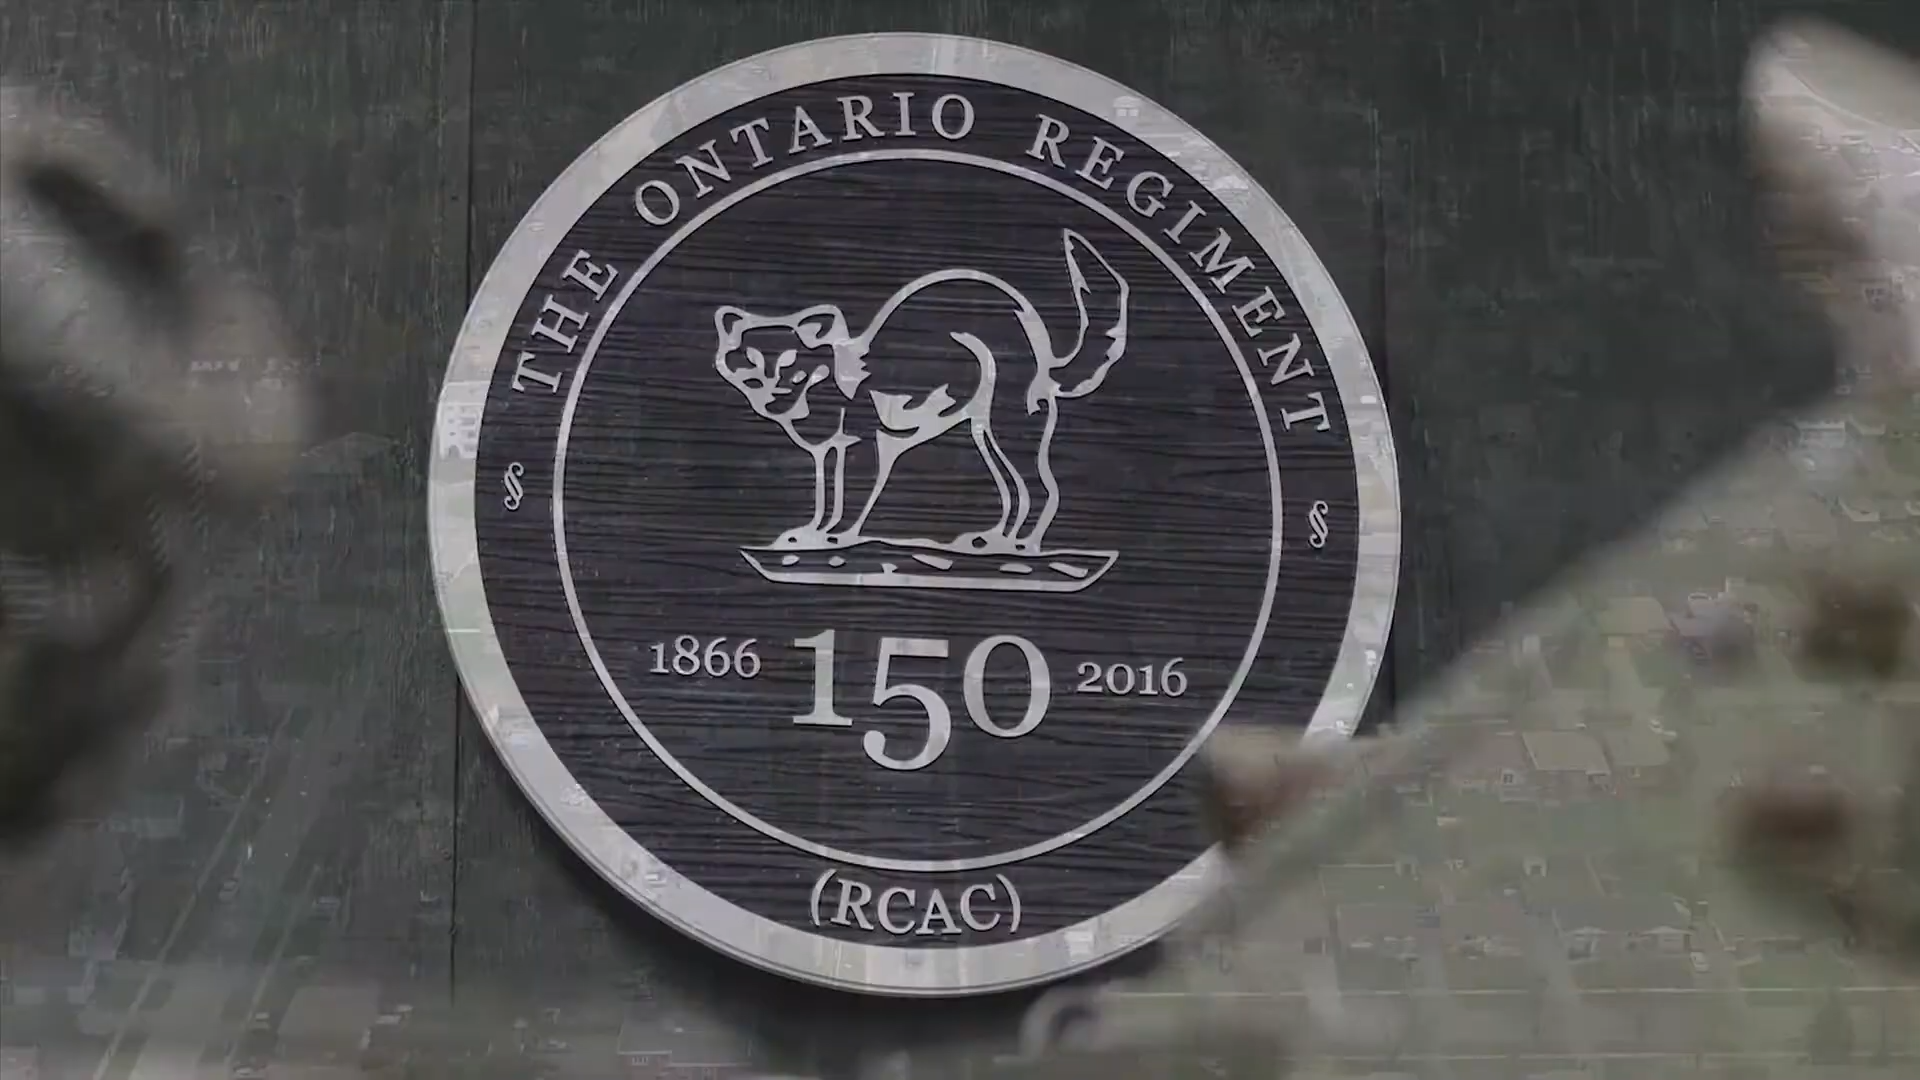 THE ONTARIO REGIMENT
§ §
1866 150 2016
(RCAC)